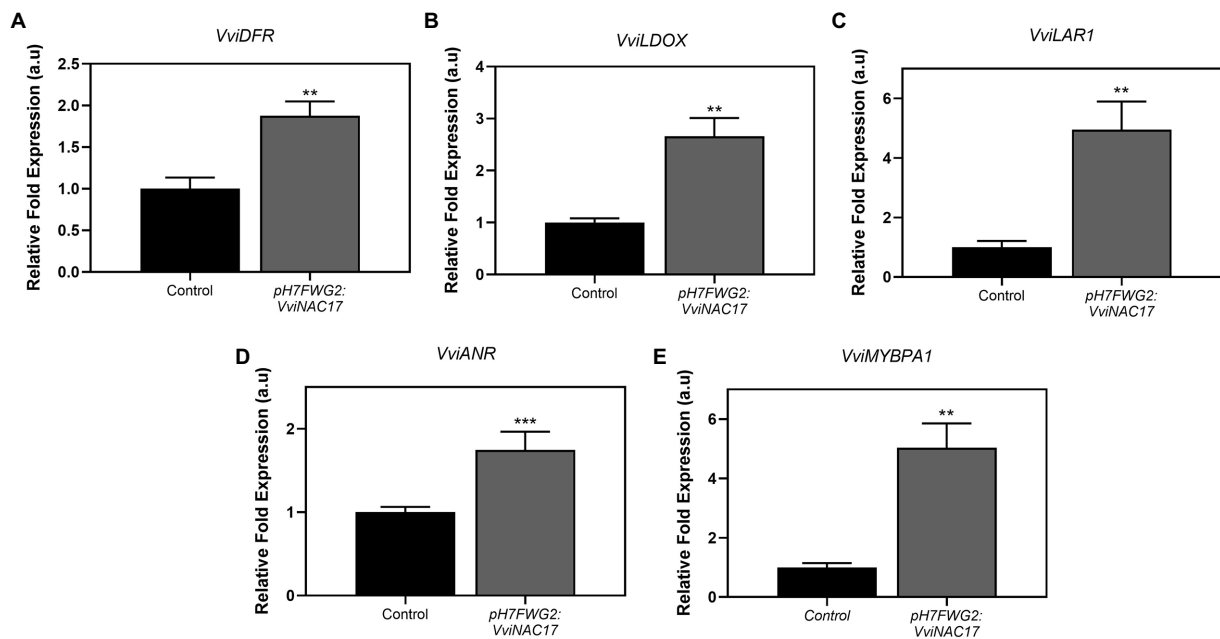 A
VviDFR
Relative Fold Expression (a.u)
2.5
2.0
1.5
1.0
0.5
0.0
**
Control
pH7FWG2:
VviNAC17
B
VviLDOX
Relative Fold Expression (a.u)
4
3
2
1
0
**
Control
pH7FWG2:
VviNAC17
C
VviLAR1
Relative Fold Expression (a.u)
6
4
2
0
**
Control
pH7FWG2:
VviNAC17
D
VviANR
Relative Fold Expression (a.u)
2
1
0
***
Control
pH7FWG2:
VviNAC17
E
VviMYBPA1
Relative Fold Expression (a.u)
6
4
2
0
**
Control
pH7FWG2:
VviNAC17